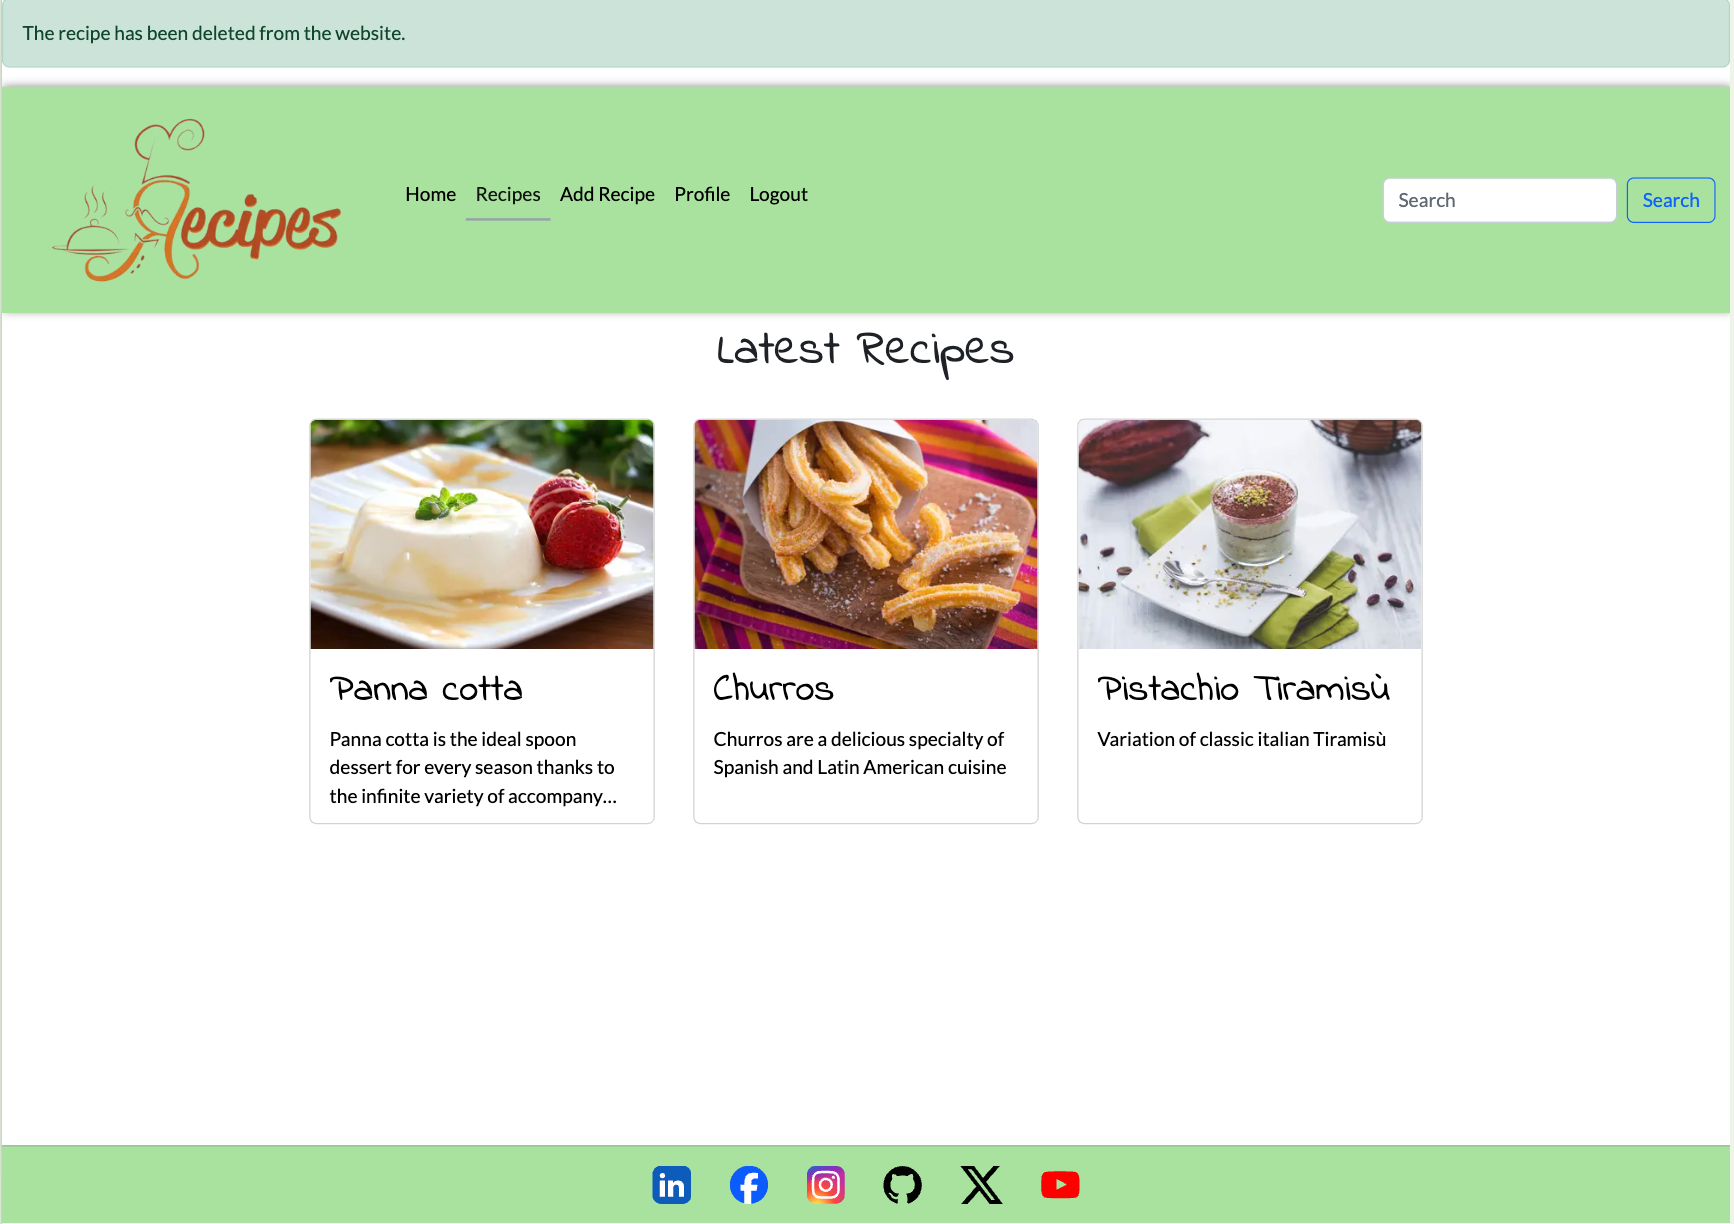 The recipe has been deleted from the website.
Recipes
Home Recipes Add Recipe Profile Logout
Search Search
Latest Recipes
Panna cotta
Panna cotta is the ideal spoon
dessert for every season thanks to
the infinite variety of accompany...
Churros
Churros are a delicious specialty of
Spanish and Latin American cuisine
Pistachio Tiramisù
Variation of classic italian Tiramisù
in